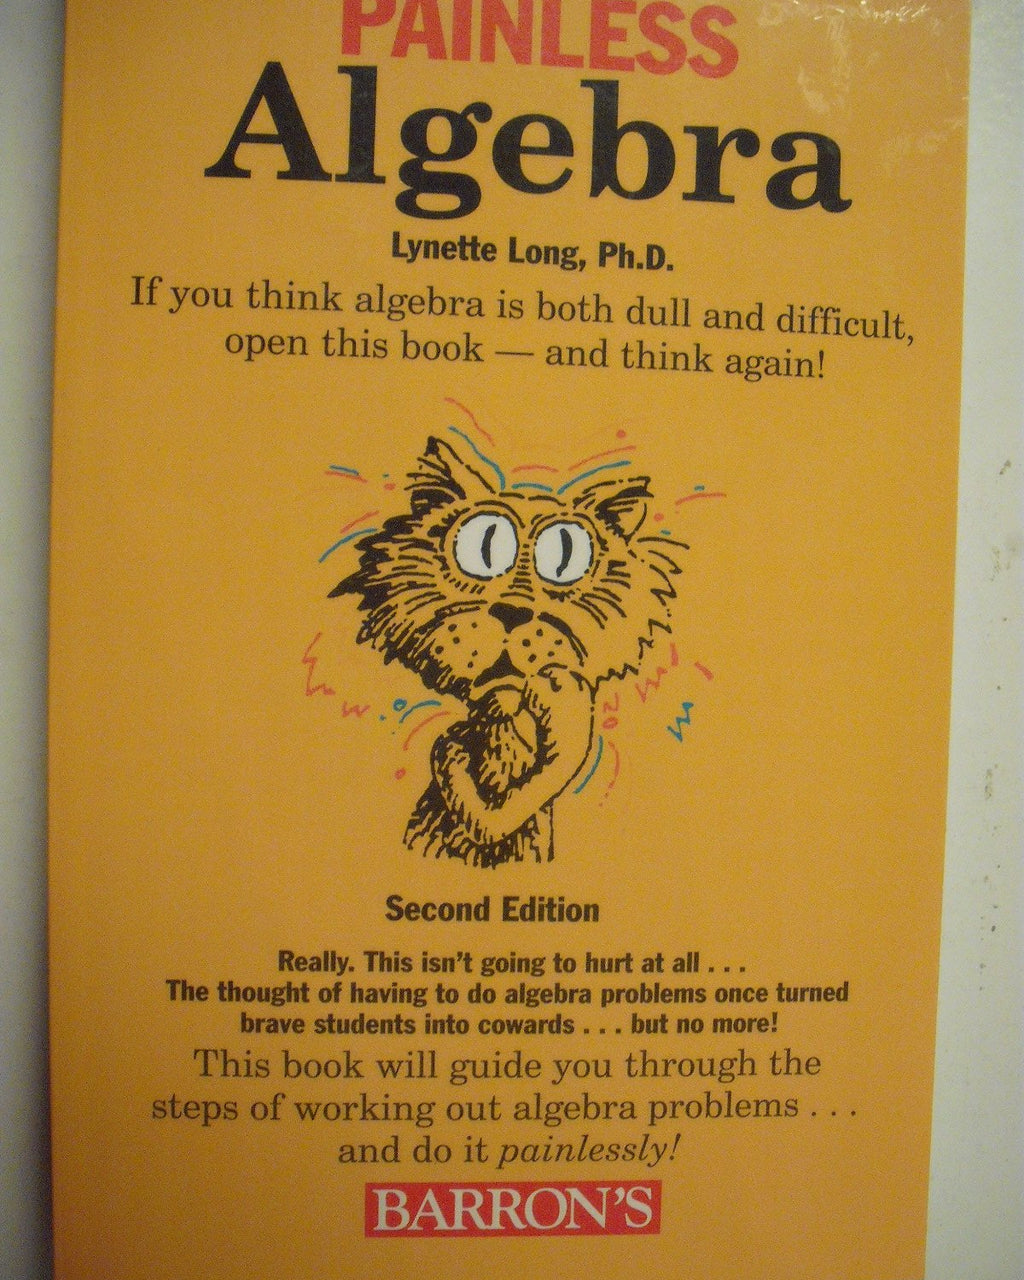 PAINLESS
Algebra
Lynette Long, Ph.D.
If you think algebra is both dull and difficult,
open this book — and think again!
Second Edition
Really. This isn't going to hurt at all . . .
The thought of having to do algebra problems once turned
brave students into cowards . . . but no more!
This book will guide you through the
steps of working out algebra problems . . .
and do it painlessly!
BARRON'S